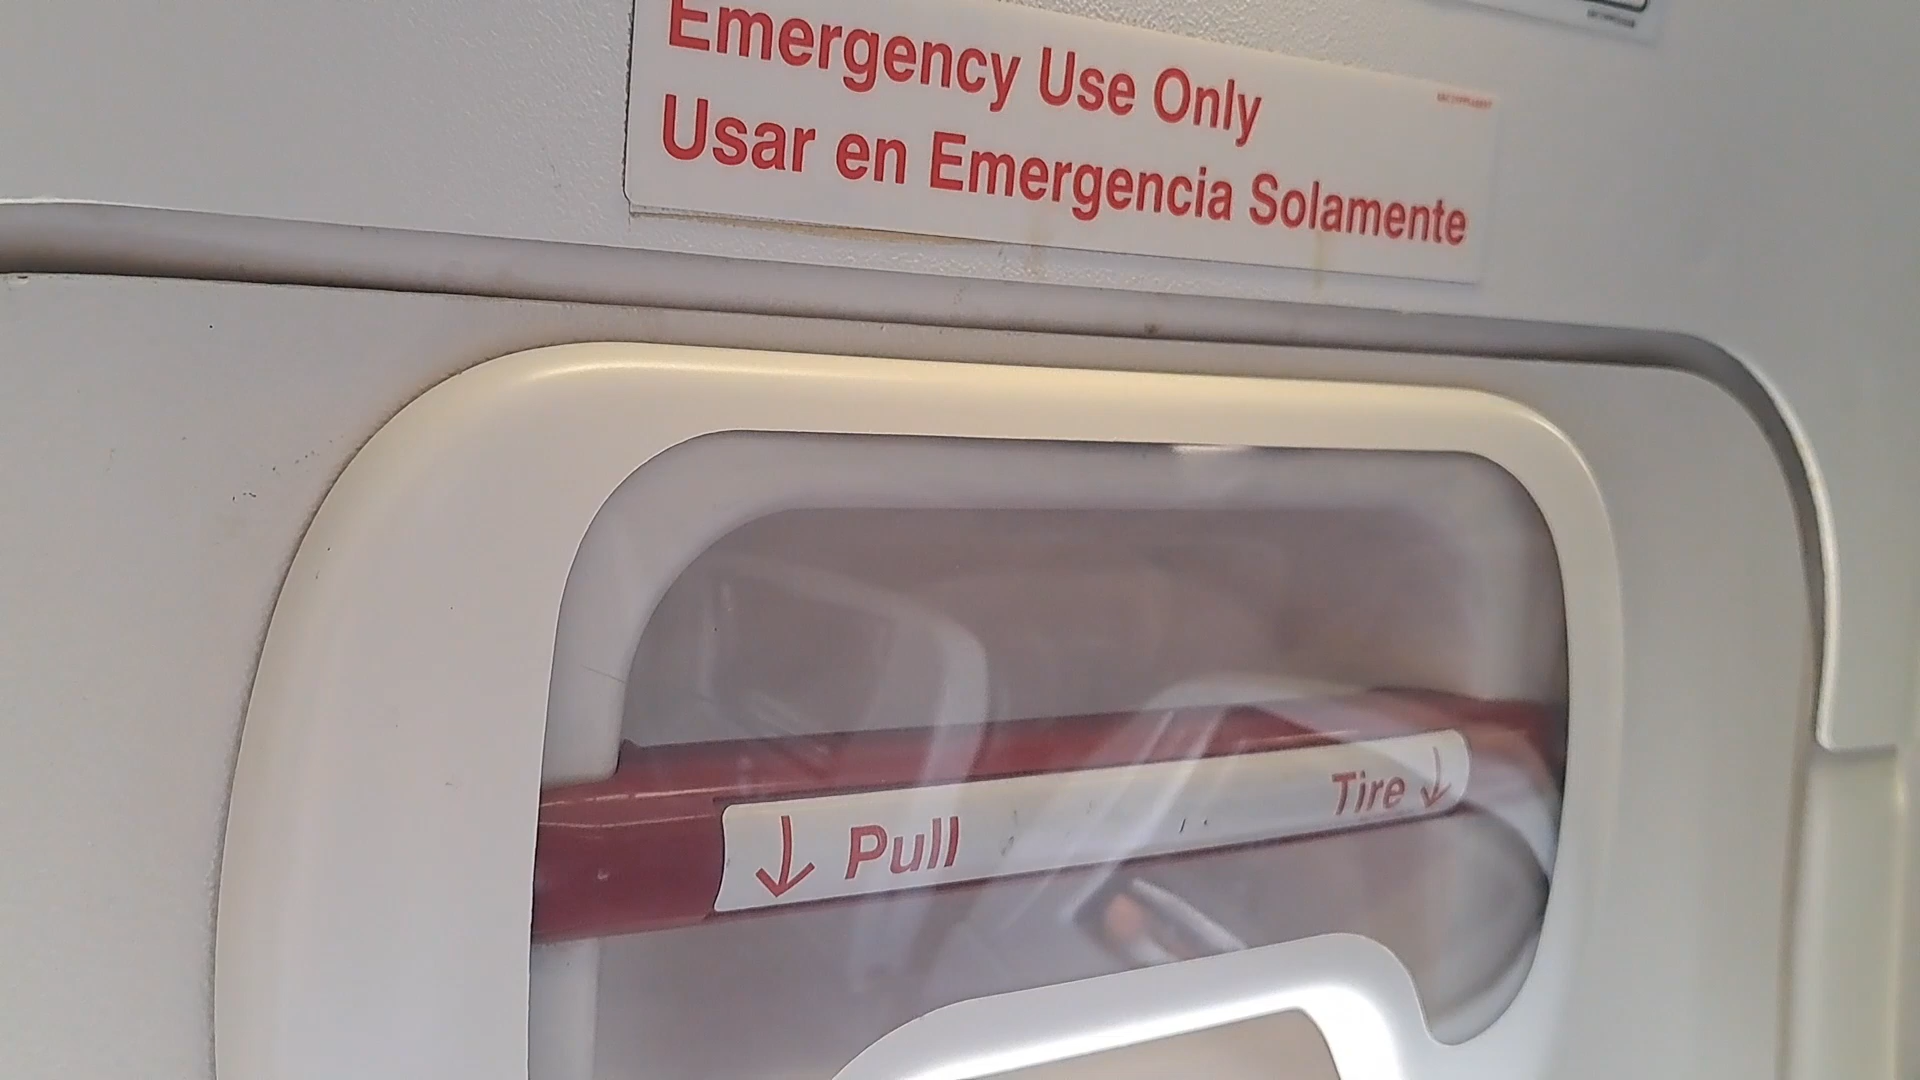 Emergency Use Only
Usar en Emergencia Solamente
↓ Pull
Tire ↓